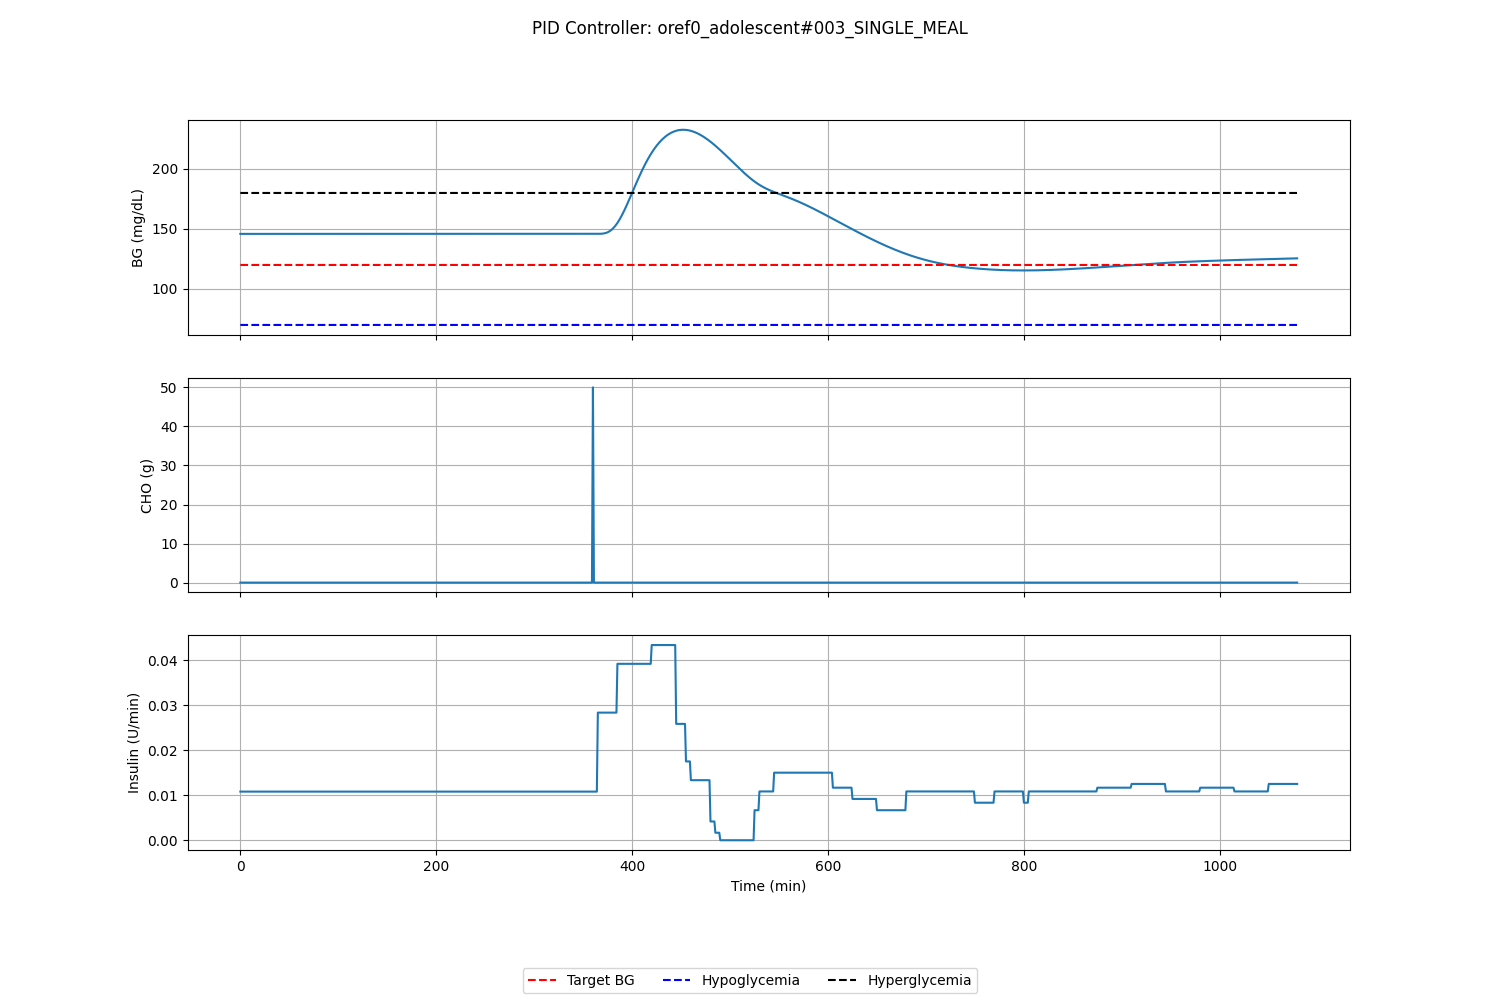 PID Controller: oref0_adolescent#003_SINGLE_MEAL
BG (mg/dL)
200
150
100
CHO (g)
50
40
30
20
10
0
Insulin (U/min)
0.04
0.03
0.02
0.01
0.00
0 200 400 600 800 1000
Time (min)
Target BG Hypoglycemia Hyperglycemia